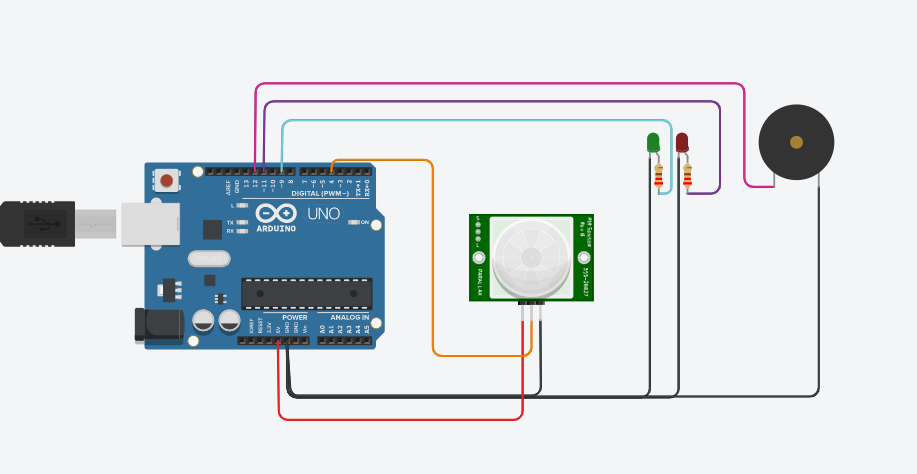 AREF
GND
13
12
~11
~10
~9
8
7
~6
~5
4
~3
2
TX→1
RX←0
DIGITAL (PWM ~)
L
TX
RX
UNO
ARDUINO
ON
POWER
ANALOG IN
IOREF
RESET
3.3V
5V
GND
GND
Vin
A0
A1
A2
A3
A4
A5
PIR Sensor
Rev B
555-28027
PARALLAX